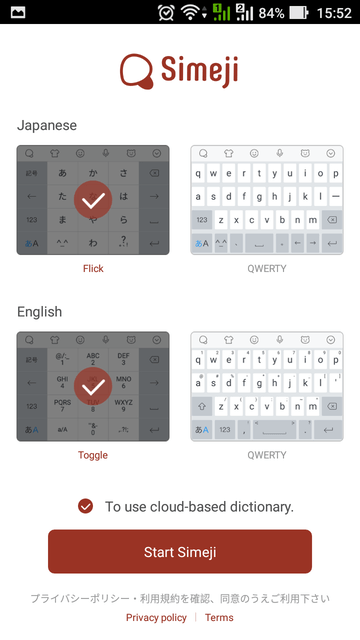 84% 15:52
Simeji
Japanese
記号 あ か さ
← た は →
123 ま や ら
あA ^_^ わ
Flick
q w e r t y u i o p
a s d f g h j k l ー
123 z x c v b n m
あA ^_^
QWERTY
English
記号 @/:_ 1 ABC 2 DEF 3
← GHI 4 MNO 6 →
123 PQRS 7 TUV 8 WXYZ 9
あA a/A
Toggle
q w e r t y u i o p
a s d f g h j k l
z x c v b n m
あA 123
QWERTY
To use cloud-based dictionary.
Start Simeji
プライバシーポリシー・利用規約を確認、同意のうえご利用下さい
Privacy policy | Terms